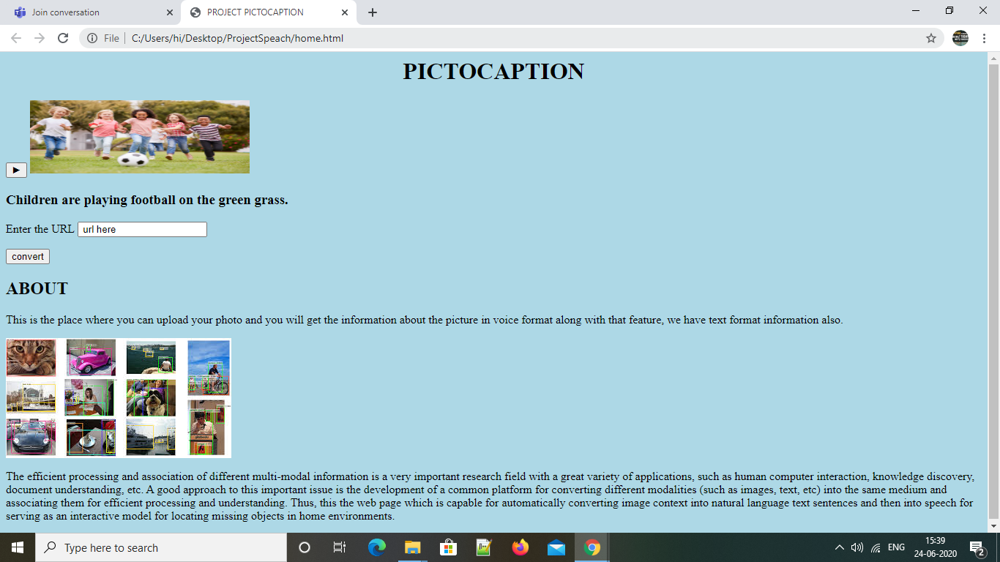 Join conversation
PROJECT PICTOCAPTION
File
C:/Users/hi/Desktop/ProjectSpeach/home.html
PICTOCAPTION
Children are playing football on the green grass.
Enter the URL url here
convert
ABOUT
This is the place where you can upload your photo and you will get the information about the picture in voice format along with that feature, we have text format information also.
The efficient processing and association of different multi-modal information is a very important research field with a great variety of applications, such as human computer interaction, knowledge discovery,
document understanding, etc. A good approach to this important issue is the development of a common platform for converting different modalities (such as images, text, etc) into the same medium and
associating them for efficient processing and understanding. Thus, this the web page which is capable for automatically converting image context into natural language text sentences and then into speech for
serving as an interactive model for locating missing objects in home environments.
Type here to search
ENG
15:39
24-06-2020
2